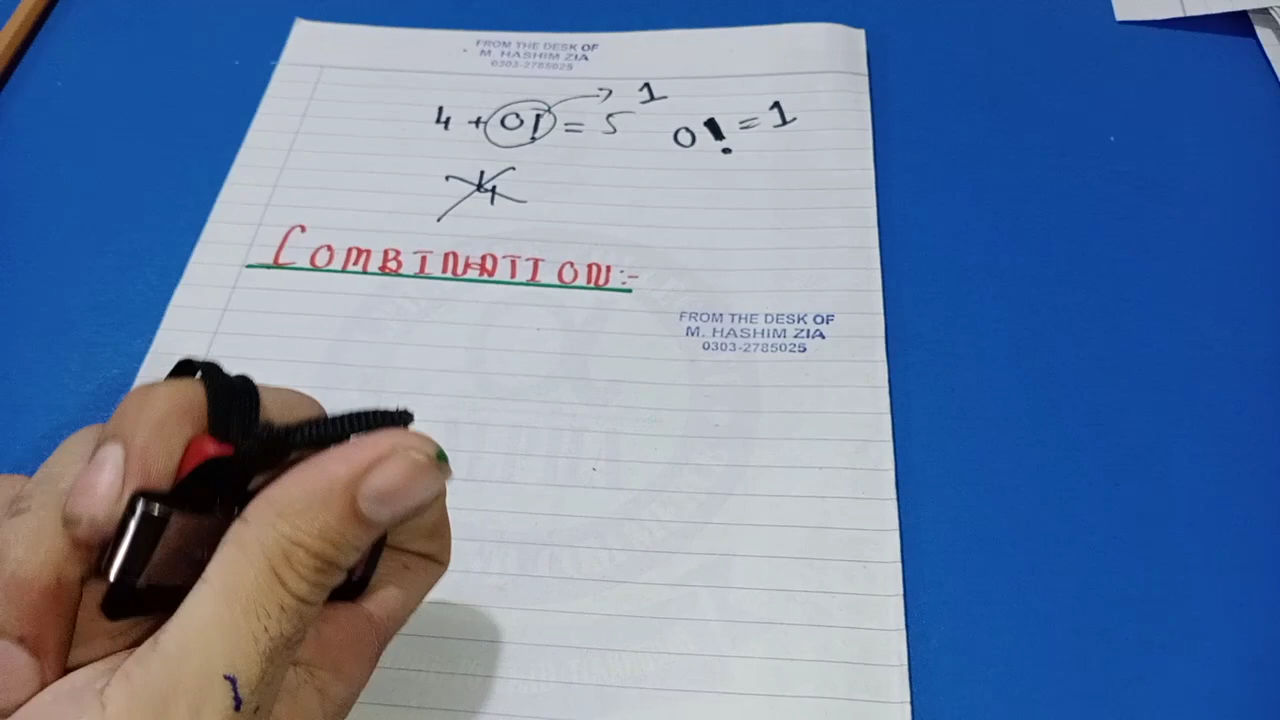 FROM THE DESK OF
M. HASHIM ZIA
0303-2785025
1
4 + 0! = 5 0! = 1
4
COMBINATION:-
FROM THE DESK OF
M. HASHIM ZIA
0303-2785025